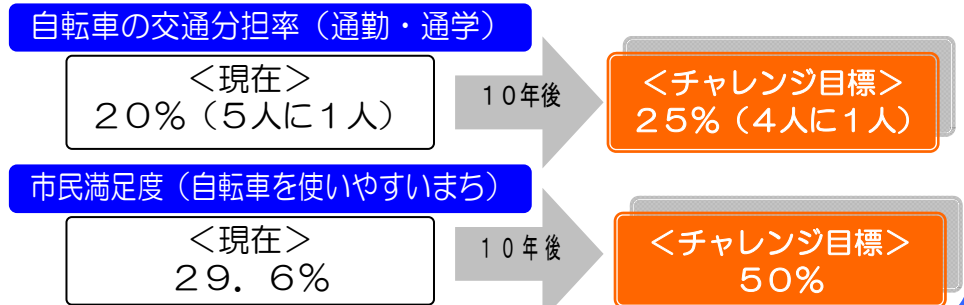 自転車の交通分担率（通勤・通学）
＜現在＞
２０％（５人に１人）
１０年後
＜チャレンジ目標＞
２５％（４人に１人）
市民満足度（自転車を使いやすいまち）
＜現在＞
２９．６％
１０年後
＜チャレンジ目標＞
５０％